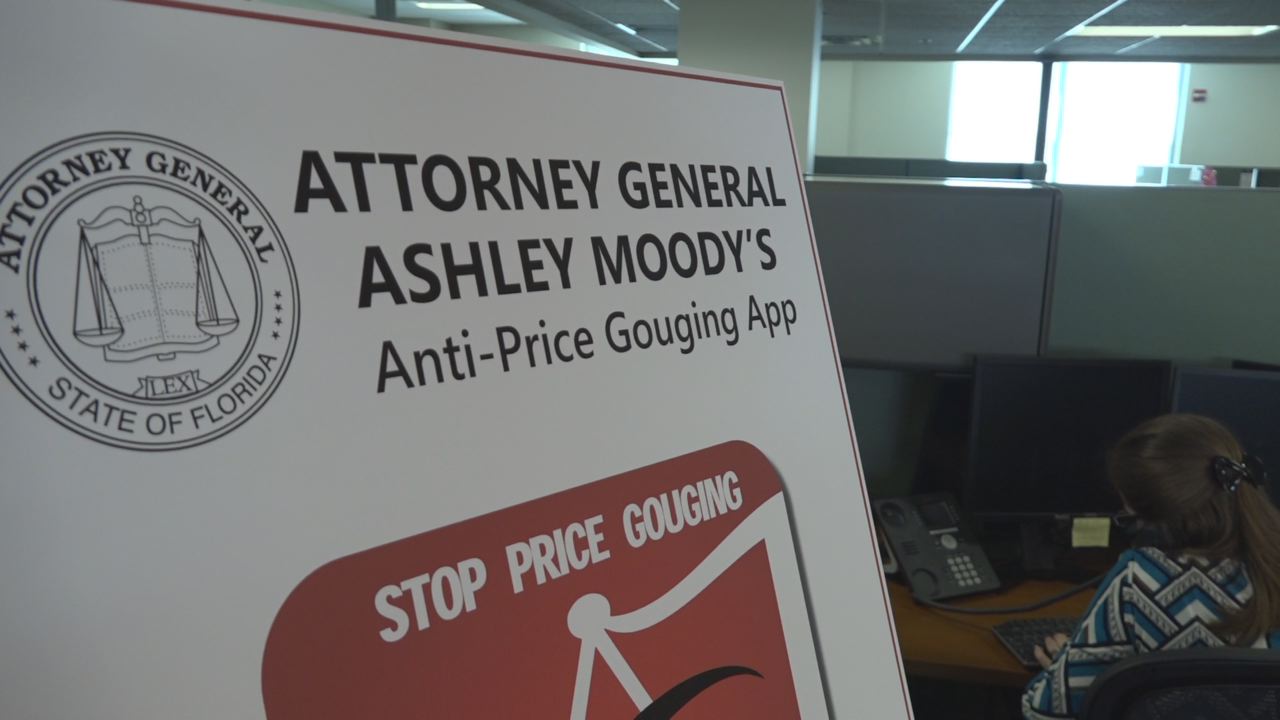 ATTORNEY GENERAL
STATE OF FLORIDA
LEX
ATTORNEY GENERAL
ASHLEY MOODY'S
Anti-Price Gouging App
STOP PRICE GOUGING